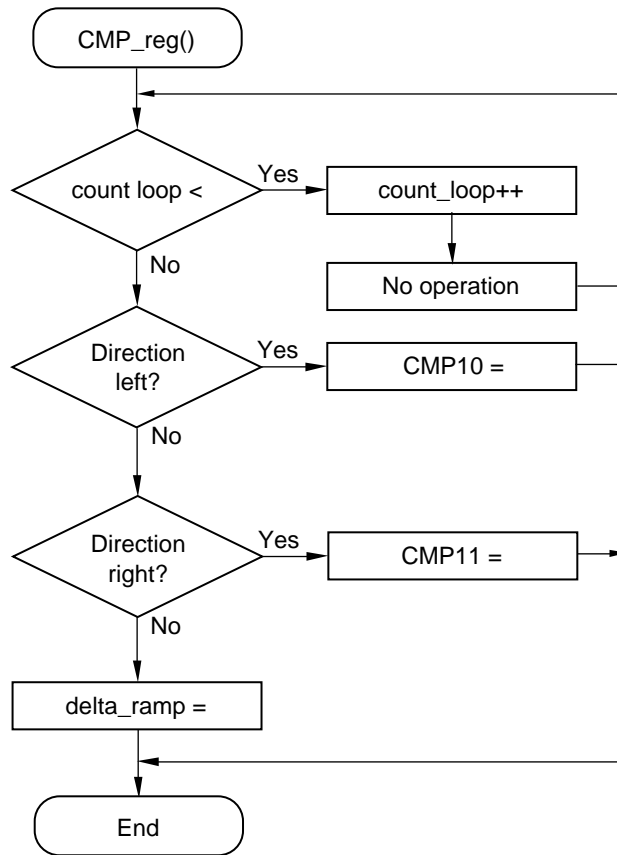 CMP_reg()
count loop <
Yes
count_loop++
No
No operation
Direction
left?
Yes
CMP10 =
No
Direction
right?
Yes
CMP11 =
No
delta_ramp =
End